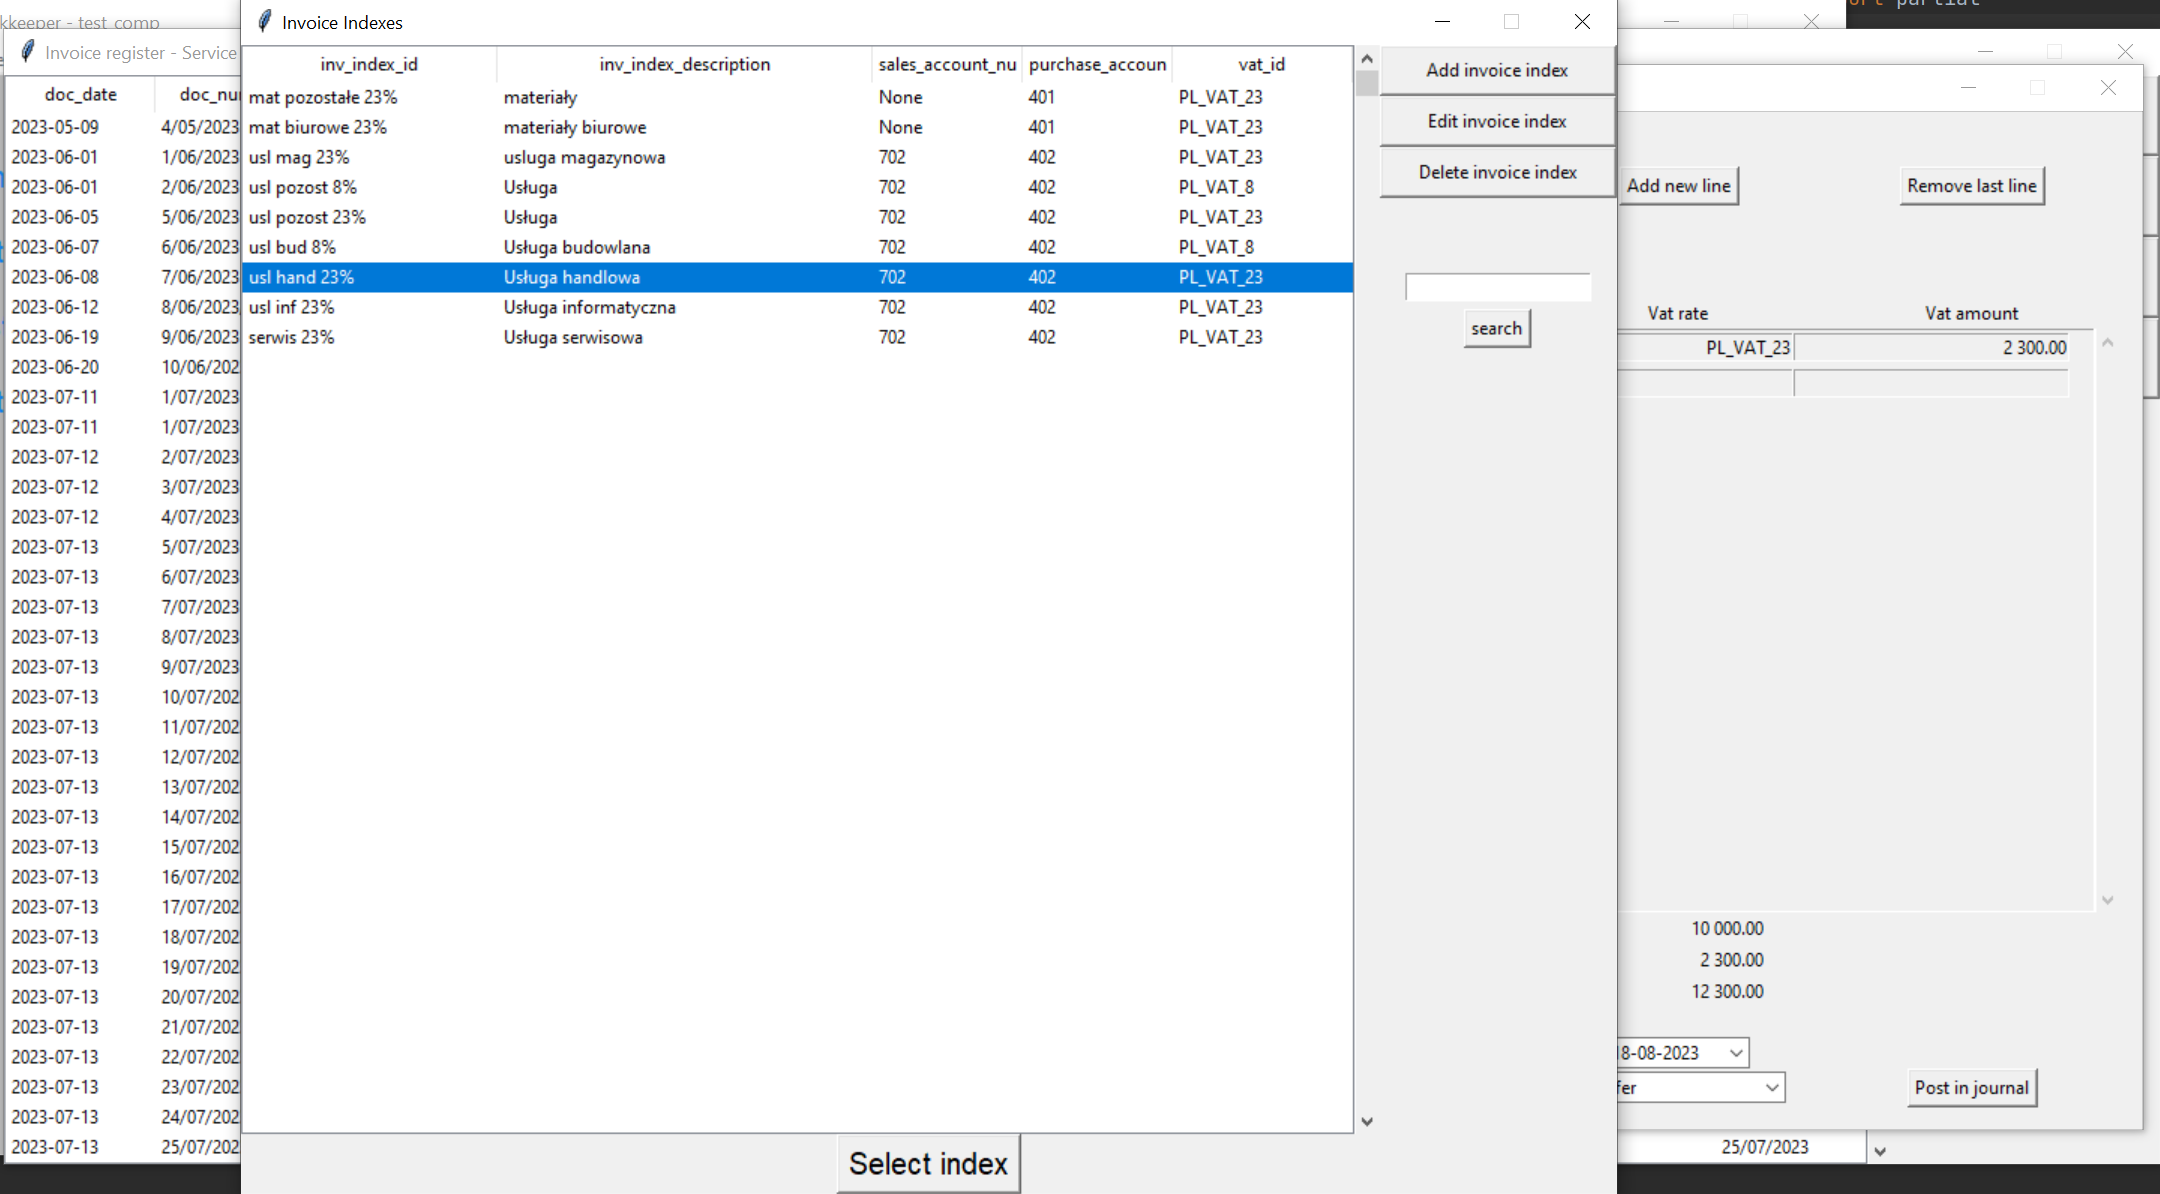 kkeeper - test_comp
ort partial
Invoice register - Service
doc_date
2023-05-09 4/05/2023
2023-06-01 1/06/2023
2023-06-01 2/06/2023
2023-06-05 5/06/2023
2023-06-07 6/06/2023
2023-06-08 7/06/2023
2023-06-12 8/06/2023
2023-06-19 9/06/2023
2023-06-20 10/06/202
2023-07-11 1/07/2023
2023-07-11 1/07/2023
2023-07-12 2/07/2023
2023-07-12 3/07/2023
2023-07-12 4/07/2023
2023-07-13 5/07/2023
2023-07-13 6/07/2023
2023-07-13 7/07/2023
2023-07-13 8/07/2023
2023-07-13 9/07/2023
2023-07-13 10/07/202
2023-07-13 11/07/202
2023-07-13 12/07/202
2023-07-13 13/07/202
2023-07-13 14/07/202
2023-07-13 15/07/202
2023-07-13 16/07/202
2023-07-13 17/07/202
2023-07-13 18/07/202
2023-07-13 19/07/202
2023-07-13 20/07/202
2023-07-13 21/07/202
2023-07-13 22/07/202
2023-07-13 23/07/202
2023-07-13 24/07/202
2023-07-13 25/07/202
Invoice Indexes
inv_index_id inv_index_description sales_account_nu purchase_accoun vat_id
mat pozostałe 23% materiały None 401 PL_VAT_23
mat biurowe 23% materiały biurowe None 401 PL_VAT_23
usl mag 23% usluga magazynowa 702 402 PL_VAT_23
usl pozost 8% Usługa 702 402 PL_VAT_8
usl pozost 23% Usługa 702 402 PL_VAT_23
usl bud 8% Usługa budowlana 702 402 PL_VAT_8
usl hand 23% Usługa handlowa 702 402 PL_VAT_23
usl inf 23% Usługa informatyczna 702 402 PL_VAT_23
serwis 23% Usługa serwisowa 702 402 PL_VAT_23
Add invoice index
Edit invoice index
Delete invoice index
search
Select index
Add new line Remove last line
Vat rate Vat amount
PL_VAT_23 2 300.00
10 000.00
2 300.00
12 300.00
18-08-2023
fer
Post in journal
25/07/2023